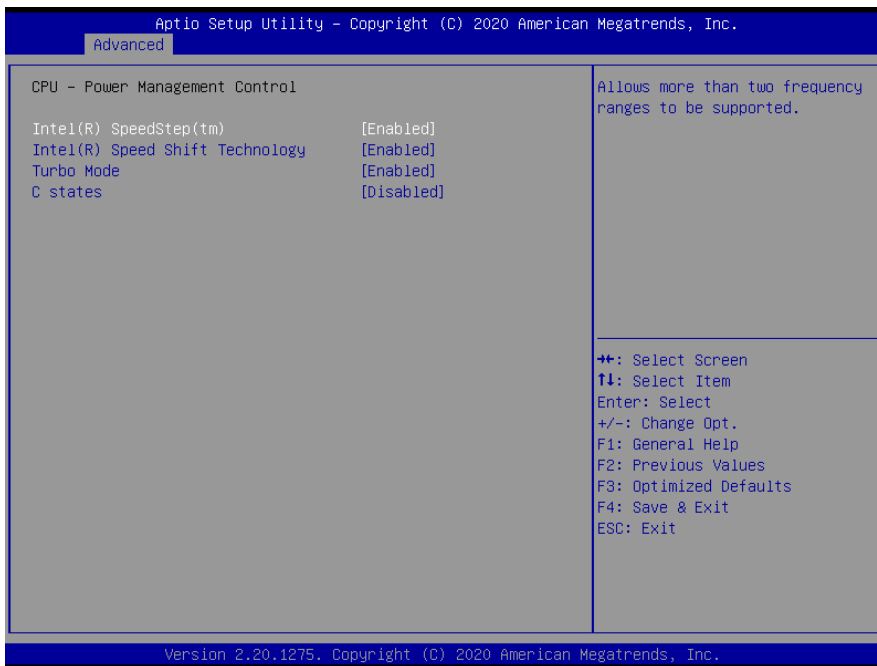 Aptio Setup Utility – Copyright (C) 2020 American Megatrends, Inc.
Advanced
CPU – Power Management Control
Intel(R) SpeedStep(tm) [Enabled]
Intel(R) Speed Shift Technology [Enabled]
Turbo Mode [Enabled]
C states [Disabled]
Allows more than two frequency
ranges to be supported.
→←: Select Screen
↑↓: Select Item
Enter: Select
+/-: Change Opt.
F1: General Help
F2: Previous Values
F3: Optimized Defaults
F4: Save & Exit
ESC: Exit
Version 2.20.1275. Copyright (C) 2020 American Megatrends, Inc.